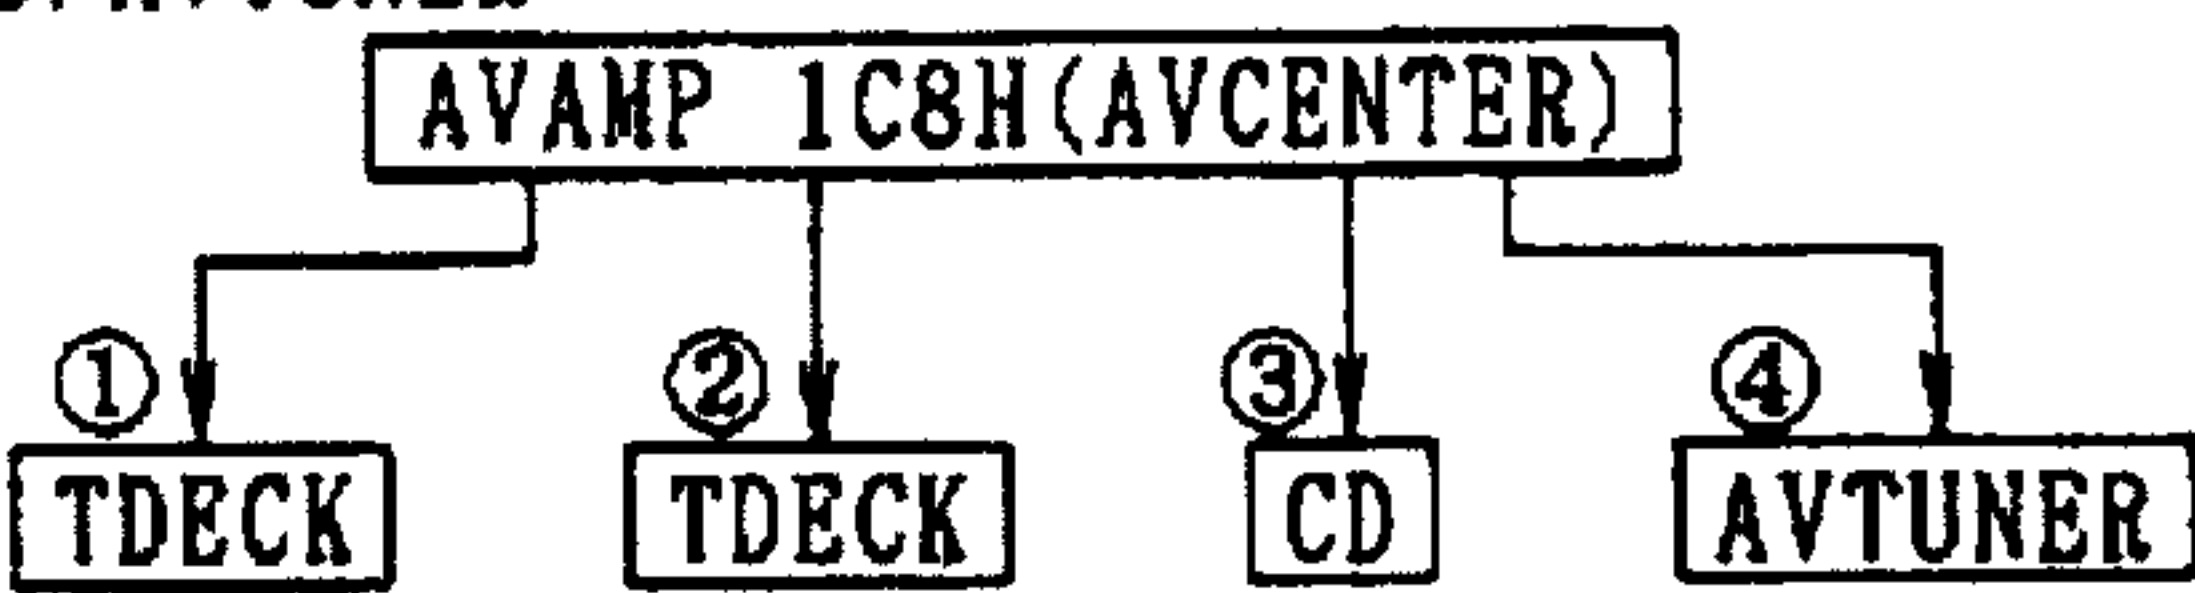 AVAMP 1C8H(AVCENTER)
① ② ③ ④
TDECK TDECK CD AVTUNER